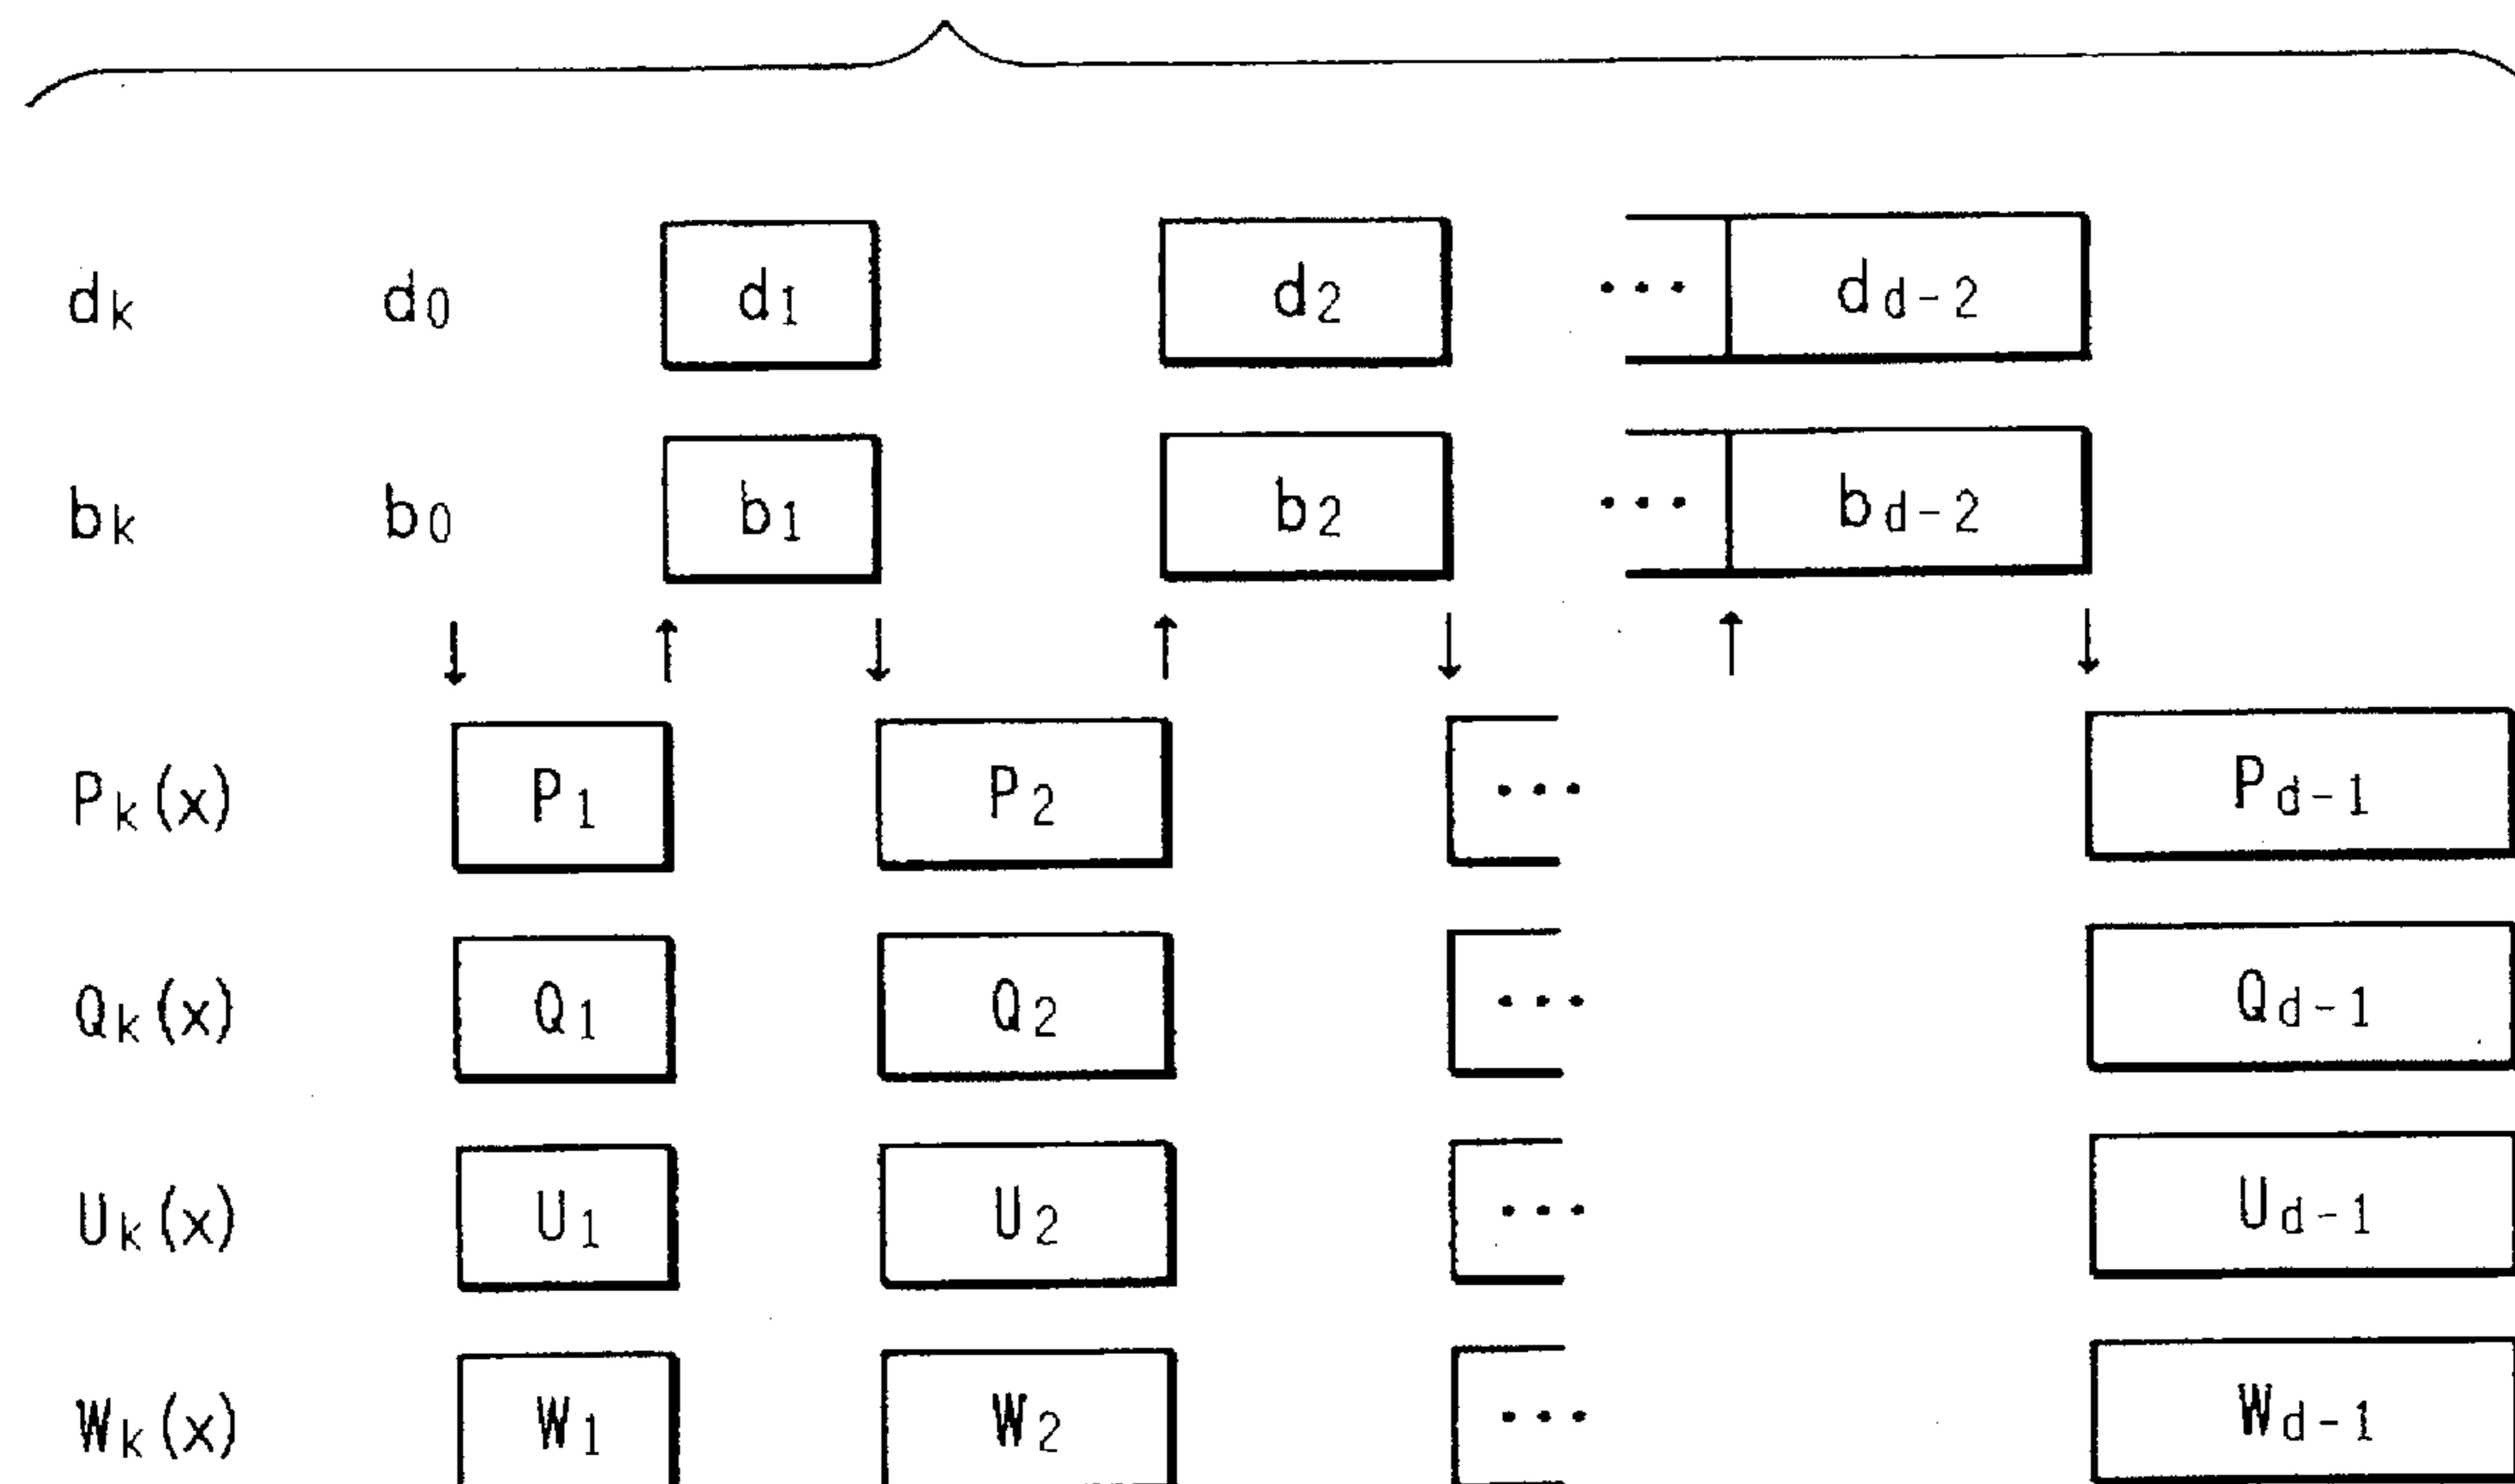 dk d0 d1 d2 ••• dd-2
bk b0 b1 b2 ••• bd-2
Pk(x) P1 P2 ••• Pd-1
Qk(x) Q1 Q2 ••• Qd-1
Uk(x) U1 U2 ••• Ud-1
Wk(x) W1 W2 ••• Wd-1